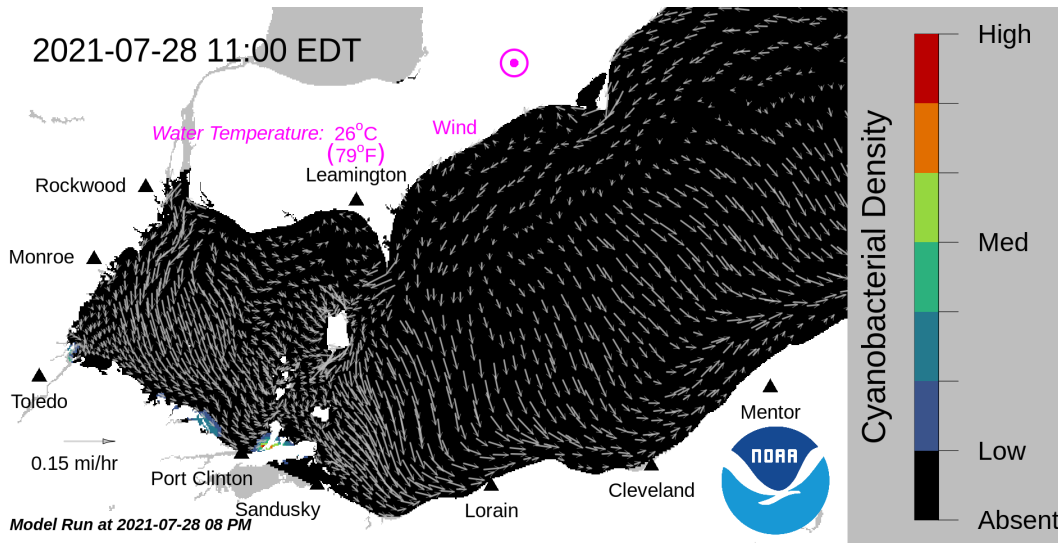 2021-07-28 11:00 EDT
Water Temperature: 26°C
(79°F)
Wind
Leamington
Rockwood
Monroe
Toledo
0.15 mi/hr
Port Clinton
Sandusky
Lorain
Cleveland
Mentor
NOAA
Model Run at 2021-07-28 08 PM
Cyanobacterial Density
High
Med
Low
Absent